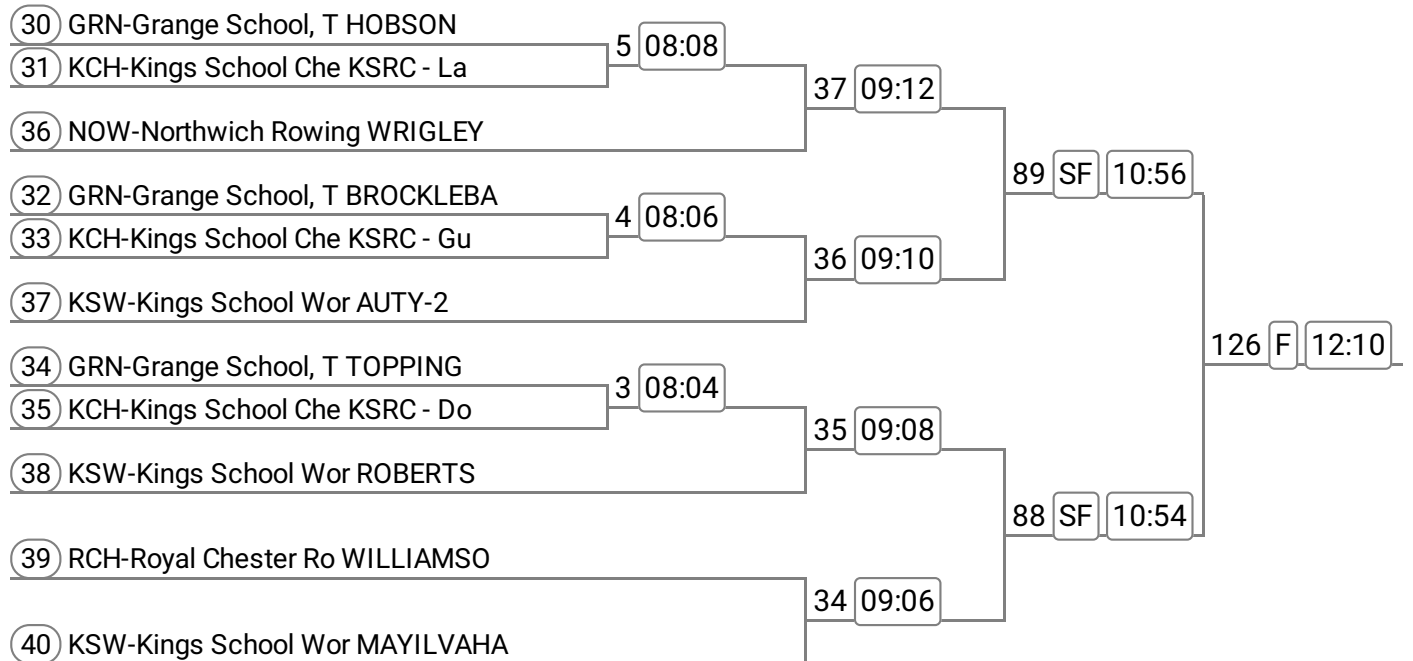 30 GRN-Grange School, T HOBSON
5 08:08
31 KCH-Kings School Che KSRC - La
37 09:12
36 NOW-Northwich Rowing WRIGLEY
89 SF 10:56
32 GRN-Grange School, T BROCKLEBA
4 08:06
33 KCH-Kings School Che KSRC - Gu
36 09:10
37 KSW-Kings School Wor AUTY-2
126 F 12:10
34 GRN-Grange School, T TOPPING
3 08:04
35 KCH-Kings School Che KSRC - Do
35 09:08
38 KSW-Kings School Wor ROBERTS
88 SF 10:54
39 RCH-Royal Chester Ro WILLIAMSO
34 09:06
40 KSW-Kings School Wor MAYILVAHA